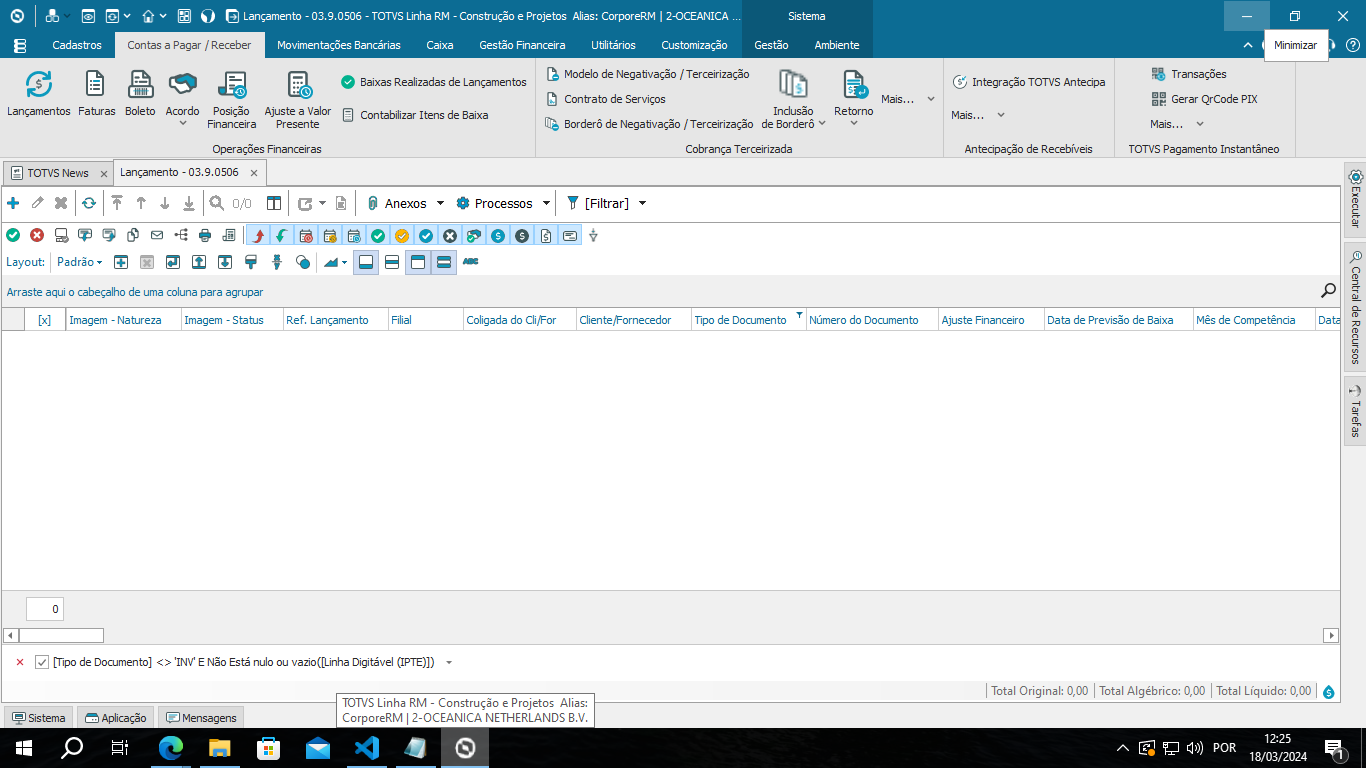 Lançamento - 03.9.0506 - TOTVS Linha RM - Construção e Projetos  Alias: CorporeRM | 2-OCEANICA ...
Sistema
Cadastros
Contas a Pagar / Receber
Movimentações Bancárias
Caixa
Gestão Financeira
Utilitários
Customização
Gestão
Ambiente
Minimizar
Lançamentos
Faturas
Boleto
Acordo
Posição
Financeira
Ajuste a Valor
Presente
Baixas Realizadas de Lançamentos
Contabilizar Itens de Baixa
Operações Financeiras
Modelo de Negativação / Terceirização
Contrato de Serviços
Borderô de Negativação / Terceirização
Inclusão
de Borderô
Retorno
Mais...
Cobrança Terceirizada
Integração TOTVS Antecipa
Mais...
Antecipação de Recebíveis
Transações
Gerar QrCode PIX
Mais...
TOTVS Pagamento Instantâneo
TOTVS News
Lançamento - 03.9.0506
0/0
Anexos
Processos
[Filtrar]
Layout:
Padrão
ABC
Arraste aqui o cabeçalho de uma coluna para agrupar
[x]
Imagem - Natureza
Imagem - Status
Ref. Lançamento
Filial
Coligada do Cli/For
Cliente/Fornecedor
Tipo de Documento
Número do Documento
Ajuste Financeiro
Data de Previsão de Baixa
Mês de Competência
Data
0
[Tipo de Documento] <> 'INV' E Não Está nulo ou vazio([Linha Digitável (IPTE)])
Total Original: 0,00
Total Algébrico: 0,00
Total Líquido: 0,00
Executar
Central de Recursos
Tarefas
Sistema
Aplicação
Mensagens
TOTVS Linha RM - Construção e Projetos  Alias:
CorporeRM | 2-OCEANICA NETHERLANDS B.V.
POR
12:25
18/03/2024
1